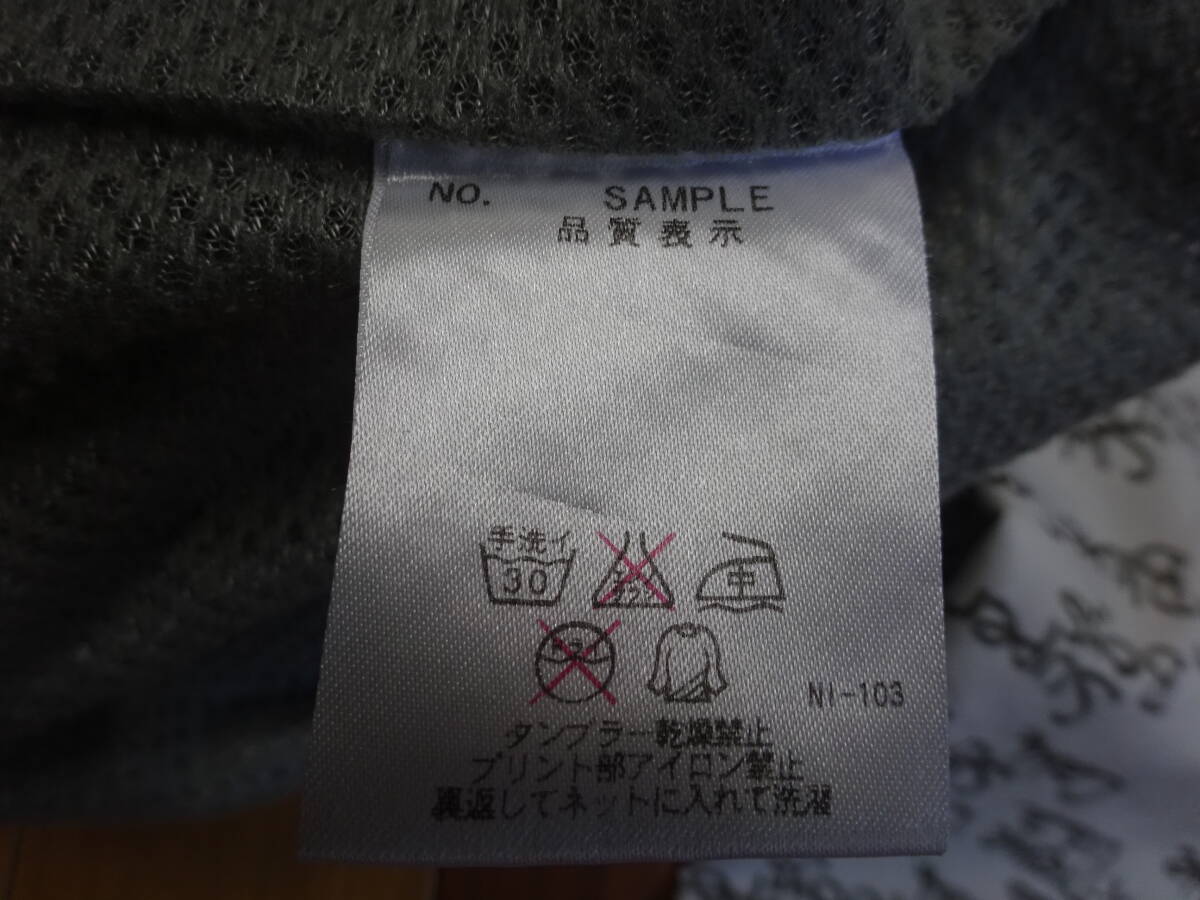 NO. SAMPLE
品質表示
手洗イ
30
中
NI-103
タンブラー乾燥禁止
プリント部アイロン禁止
裏返してネットに入れて洗濯